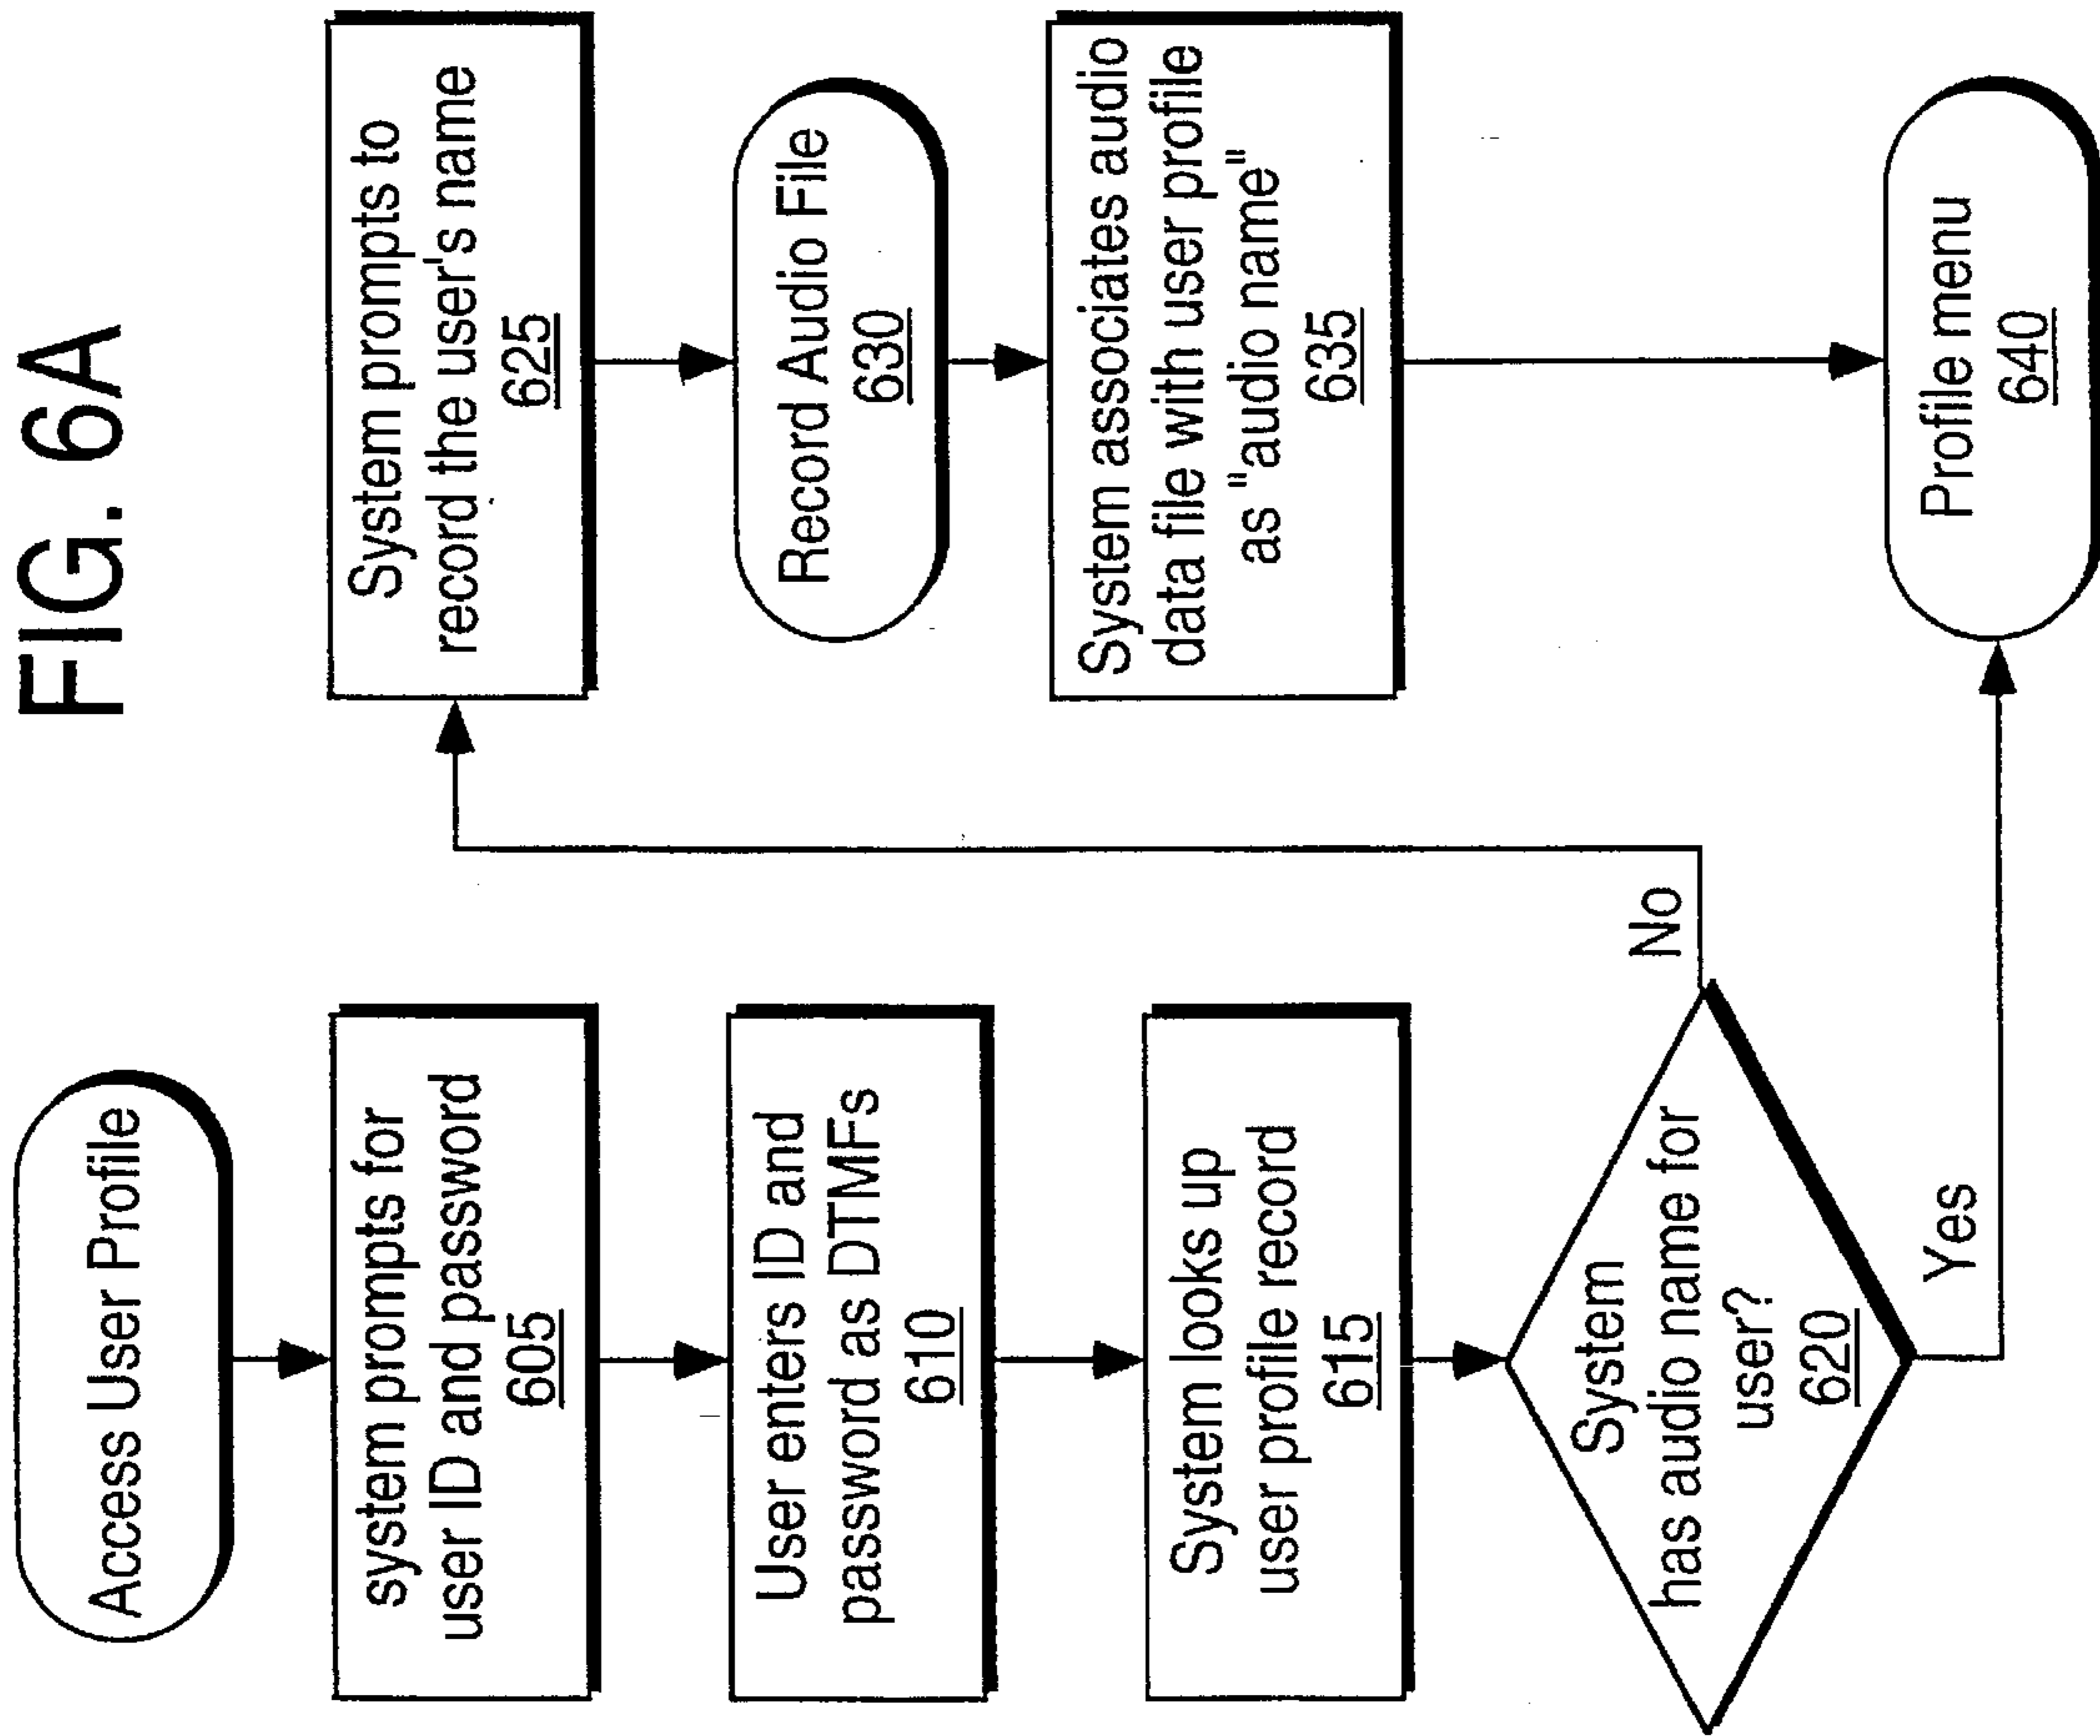 FIG. 6A
Access User Profile
system prompts for
user ID and password
605
User enters ID and
password as DTMFs
610
System looks up
user profile record
615
System
has audio name for
user?
620
No
Yes
System prompts to
record the user's name
625
Record Audio File
630
System associates audio
data file with user profile
as "audio name"
635
Profile menu
640